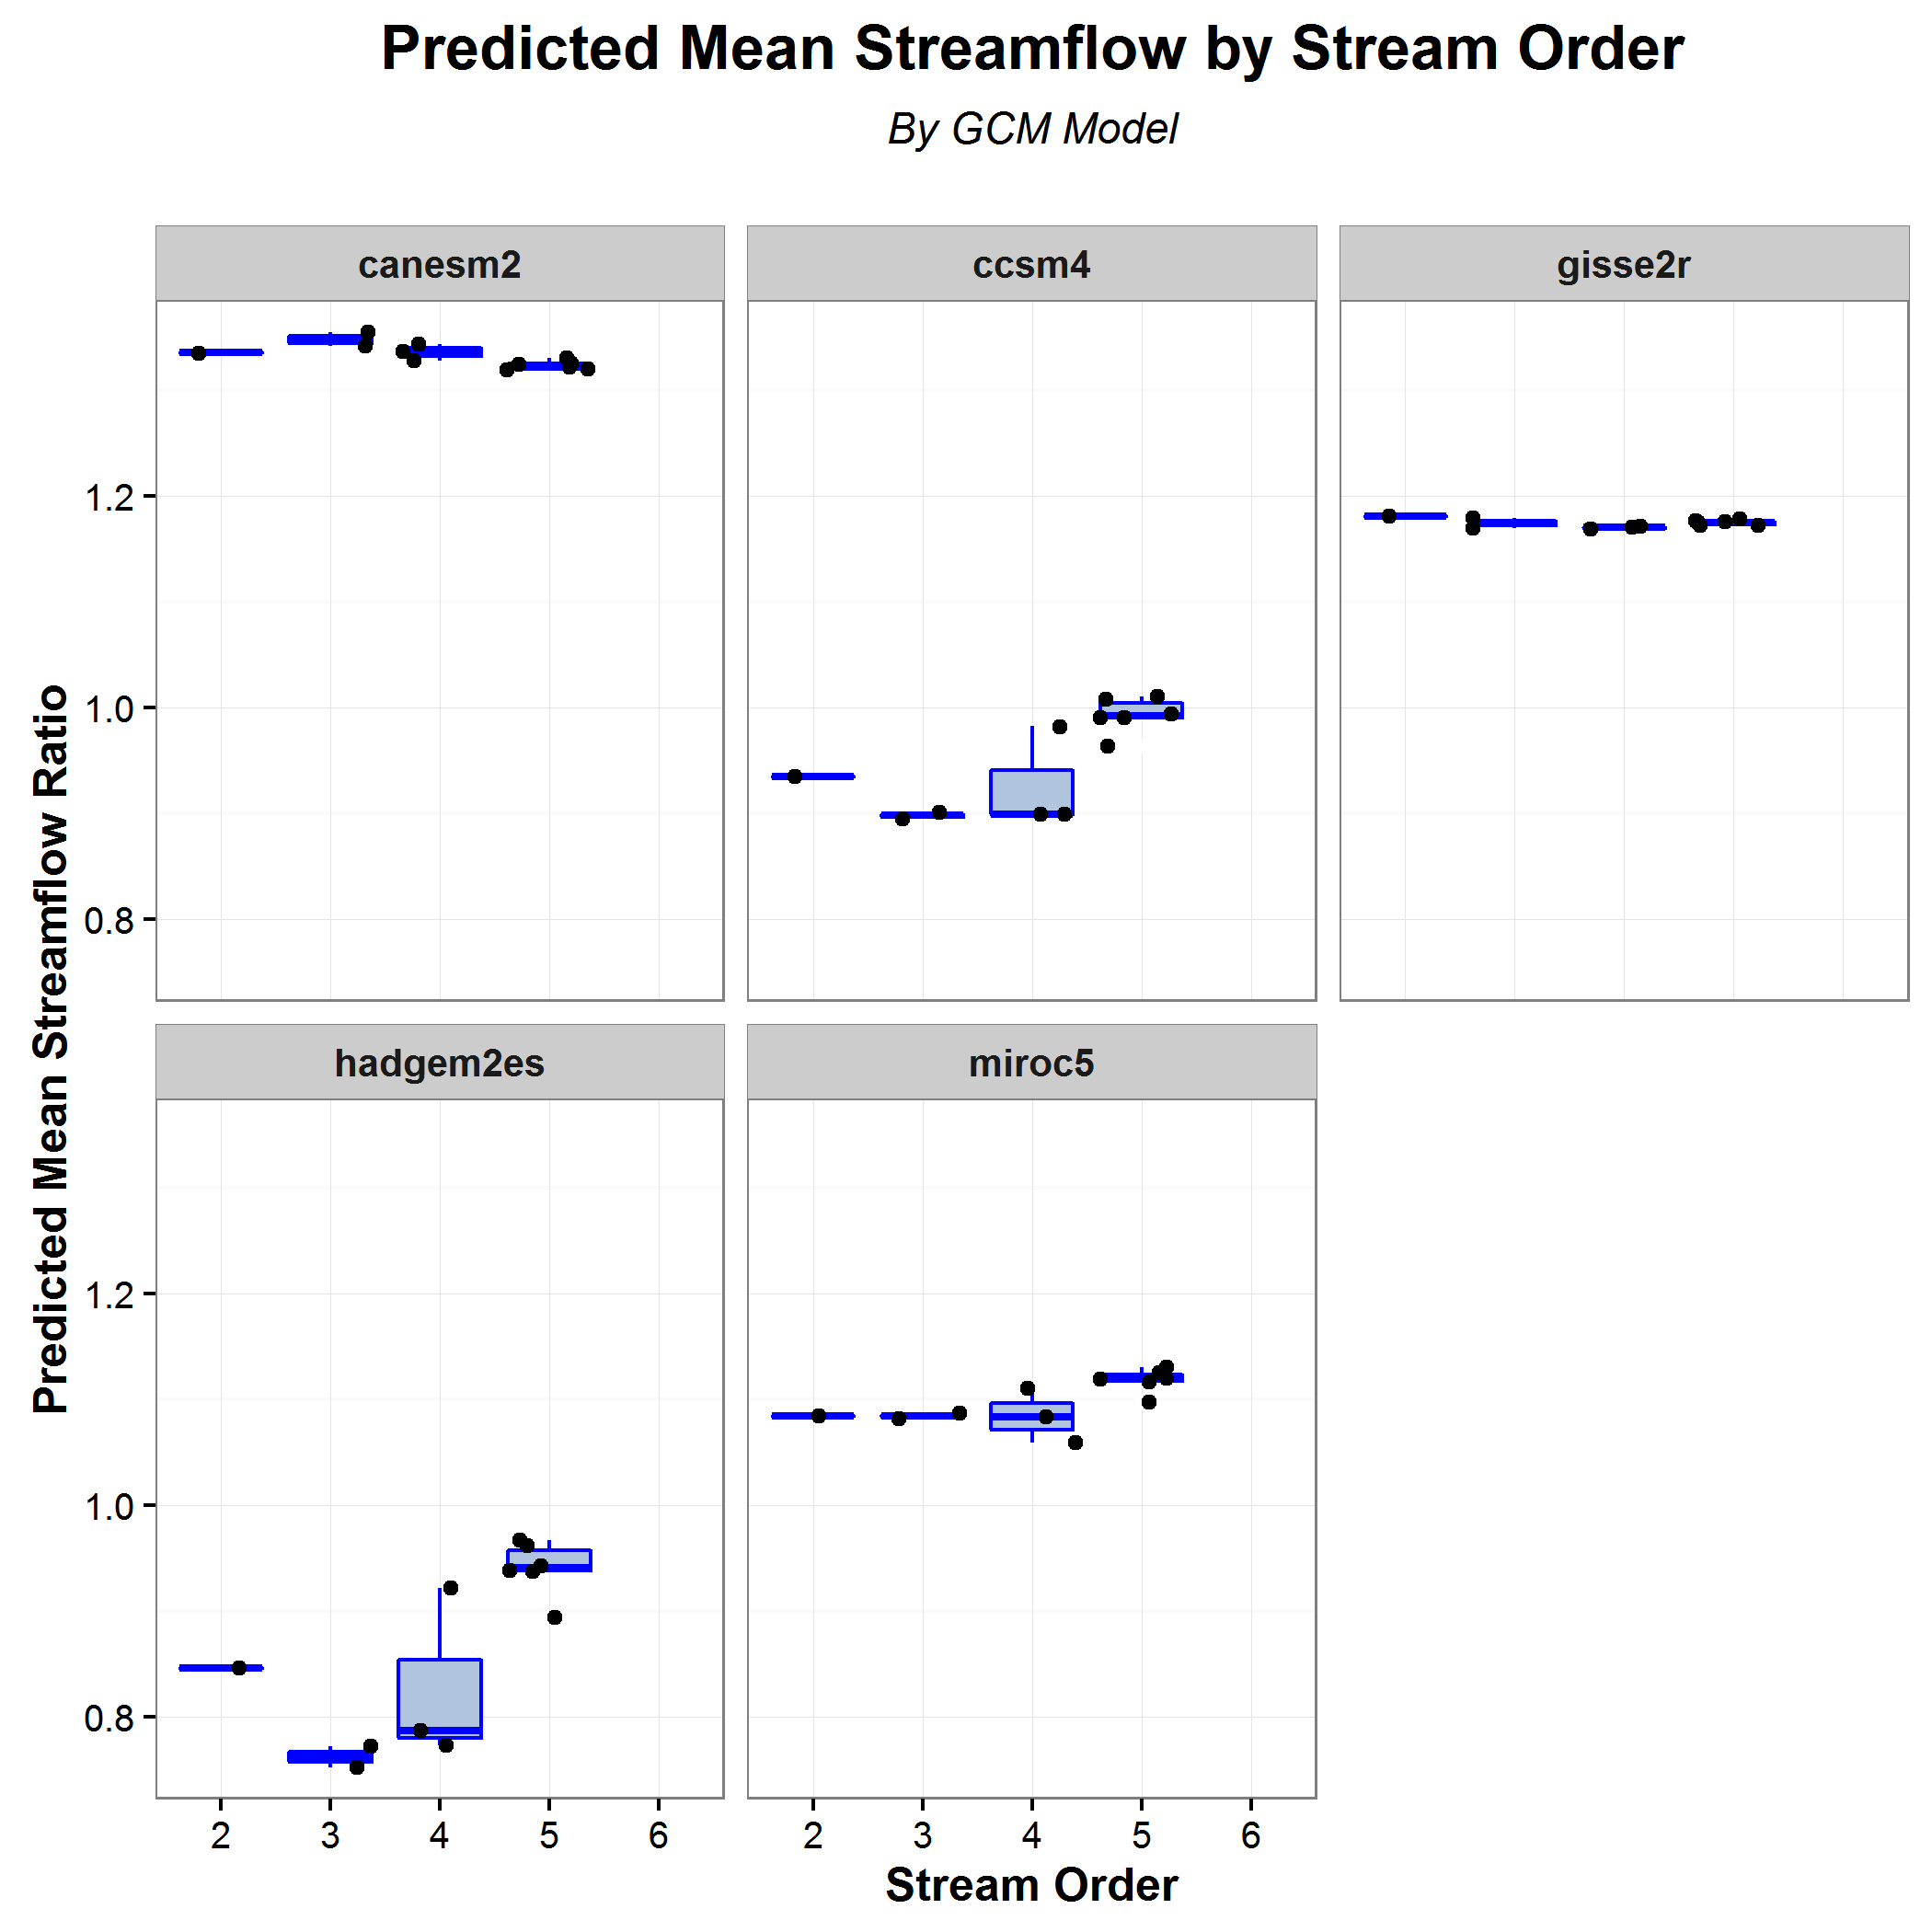 Predicted Mean Streamflow by Stream Order
By GCM Model
canesm2
ccsm4
gisse2r
1.2
1.0
0.8
Predicted Mean Streamflow Ratio
hadgem2es
miroc5
1.2
1.0
0.8
2 3 4 5 6
2 3 4 5 6
Stream Order